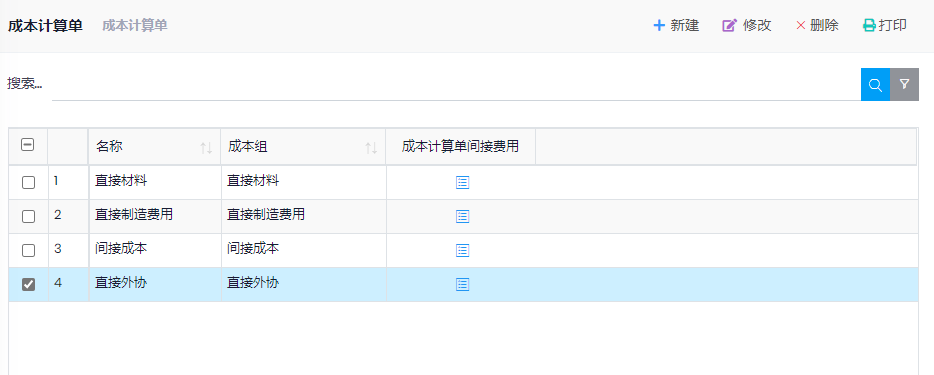 成本计算单 成本计算单 新建 修改 删除 打印
搜索...
名称 成本组 成本计算单间接费用
1 直接材料 直接材料
2 直接制造费用 直接制造费用
3 间接成本 间接成本
4 直接外协 直接外协